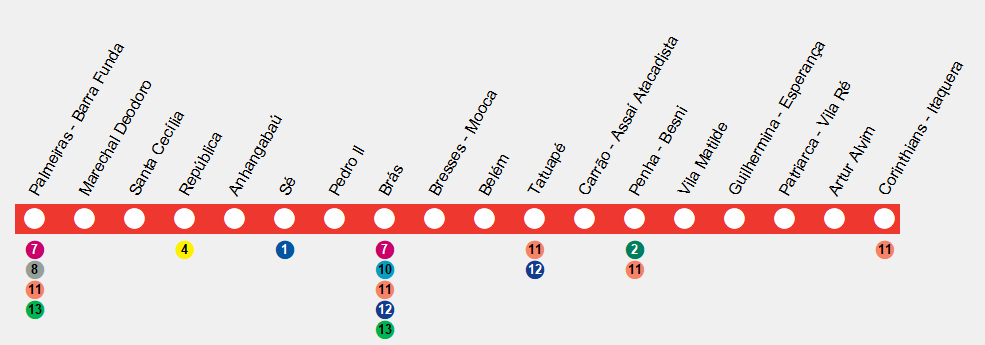 Palmeiras - Barra Funda
Marechal Deodoro
Santa Cecília
República
Anhangabaú
Sé
Pedro II
Brás
Bresses - Mooca
Belém
Tatuapé
Carrão - Assaí Atacadista
Penha - Besni
Vila Matilde
Guilhermina - Esperança
Patriarca - Vila Ré
Artur Alvim
Corinthians - Itaquera
7 4 1 7 11 2 11
8 10 12 11
11 11
13 12
13